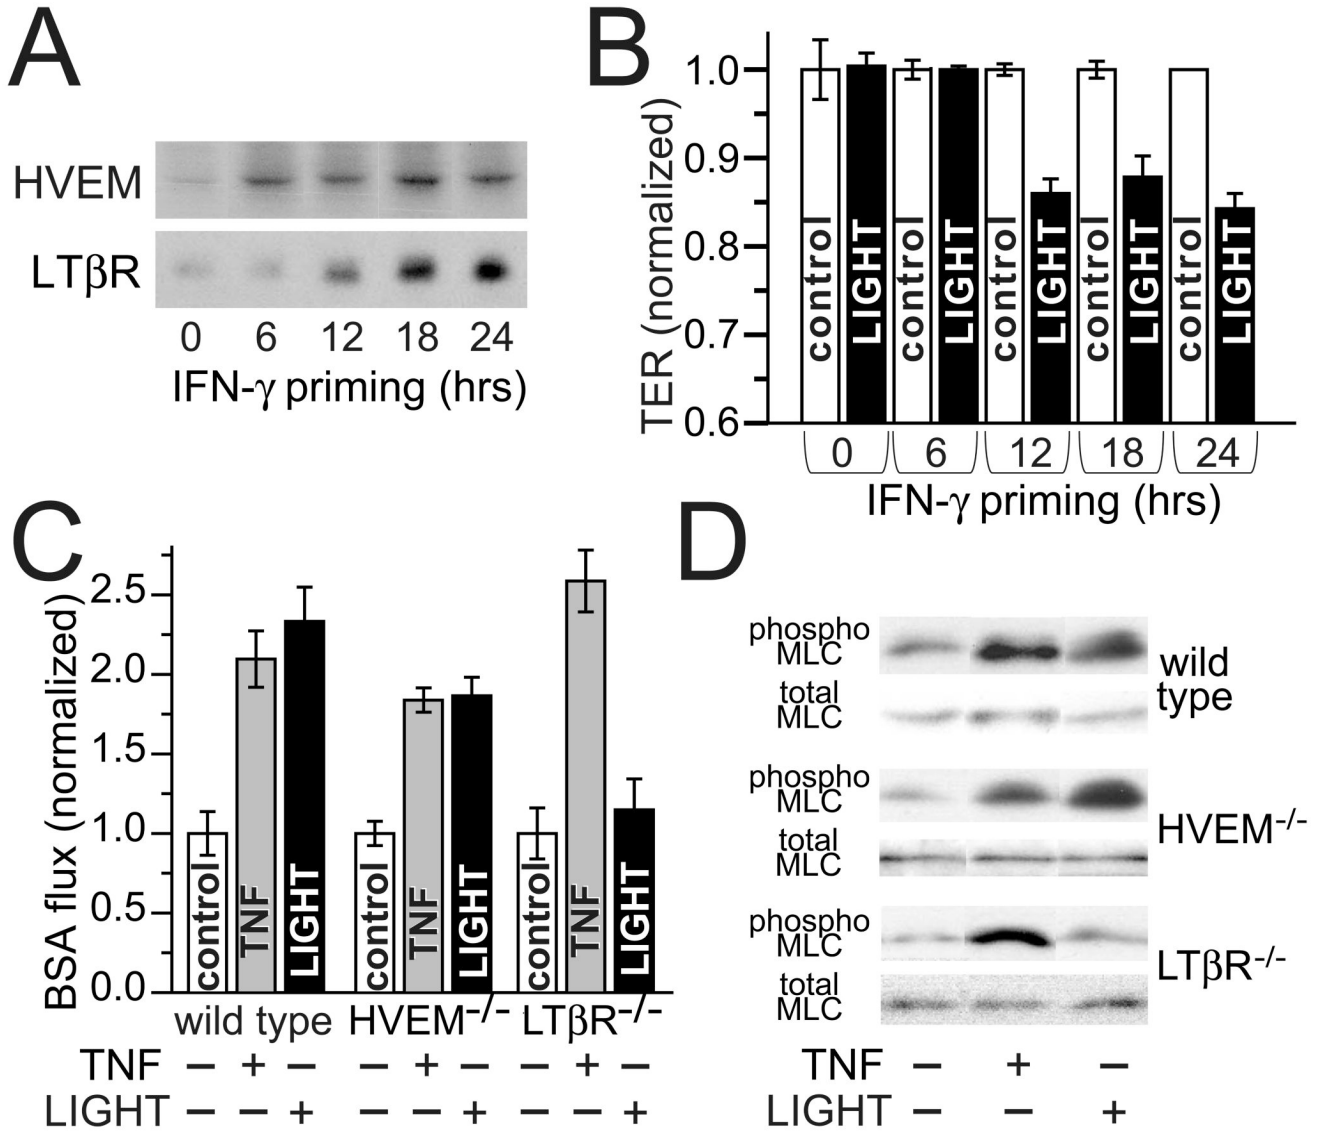 A
HVEM
LTβR
0 6 12 18 24
IFN-γ priming (hrs)
B
TER (normalized)
1.0
0.9
0.8
0.7
0.6
control LIGHT control LIGHT control LIGHT control LIGHT control LIGHT
0 6 12 18 24
IFN-γ priming (hrs)
C
BSA flux (normalized)
2.5
2.0
1.5
1.0
0.5
0.0
control TNF LIGHT control TNF LIGHT control TNF LIGHT
wild type HVEM-/- LTβR-/-
TNF − + − − + − − + −
LIGHT − − + − − + − − +
D
phospho
MLC
total
MLC
wild
type
phospho
MLC
total
MLC
HVEM-/-
phospho
MLC
total
MLC
LTβR-/-
TNF − + −
LIGHT − − +